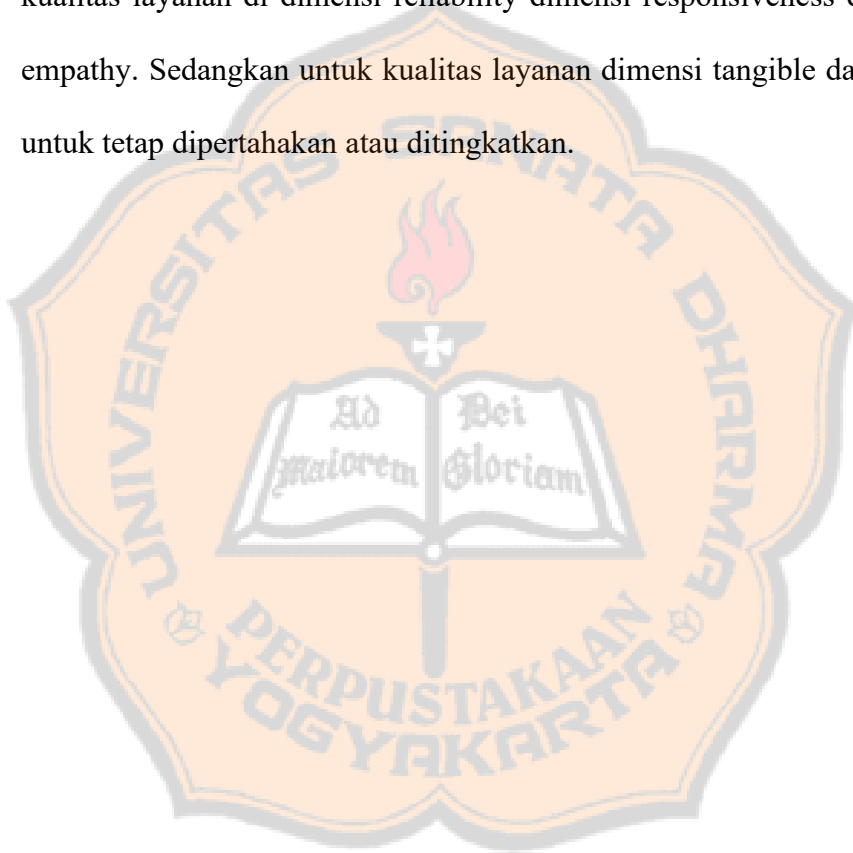 kualitas layanan di dimensi reliability dimensi responsiveness
empathy. Sedangkan untuk kualitas layanan dimensi tangible
untuk tetap dipertahakan atau ditingkatkan.
UNIVERSITAS SANATA DHARMA
Ad Dei
Maiorem Gloriam
PERPUSTAKAAN
YOGYAKARTA